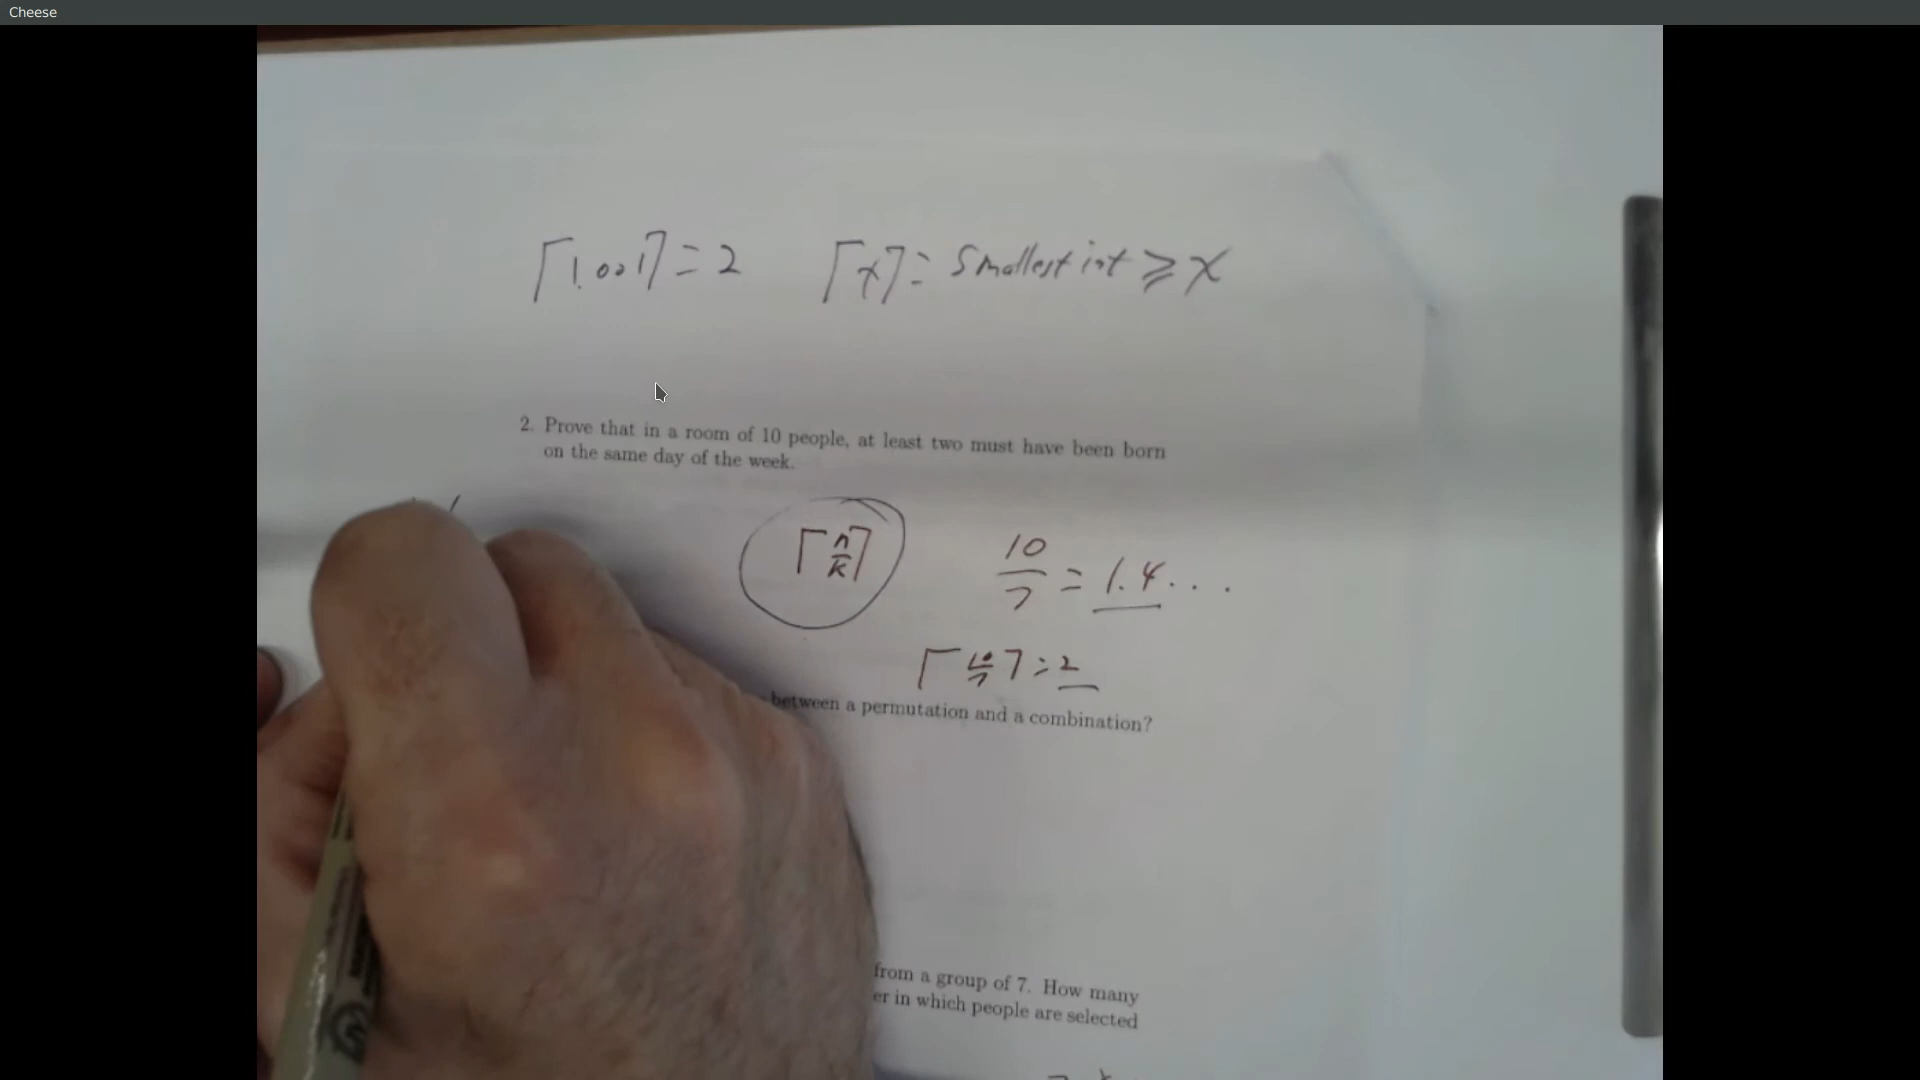 Cheese
⌈1.001⌉ = 2 ⌈x⌉ = Smallest int ≥ x
2. Prove that in a room of 10 people, at least two must have been born
on the same day of the week.
⌈n/k⌉ 10/7 = 1.4...
⌈10/7⌉ = 2
between a permutation and a combination?
from a group of 7. How many
er in which people are selected